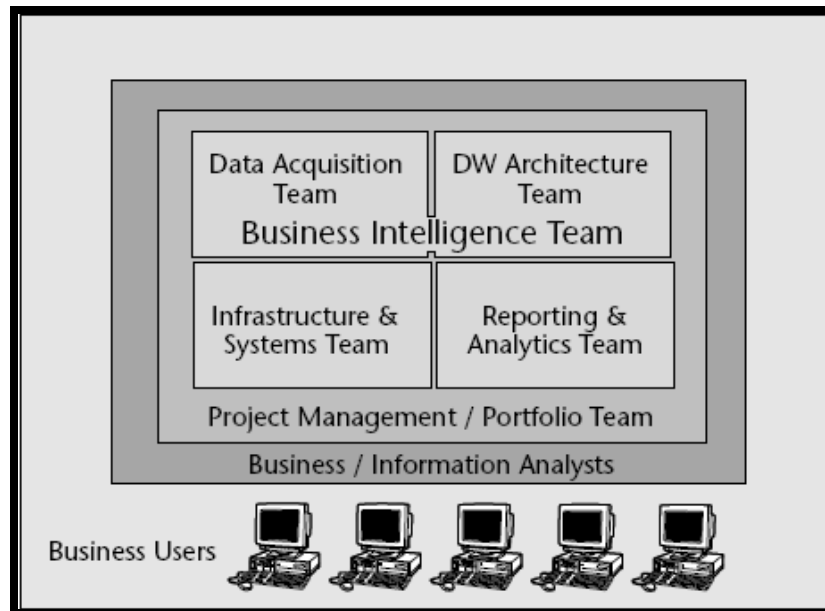 Data Acquisition
Team
DW Architecture
Team
Business Intelligence Team
Infrastructure &
Systems Team
Reporting &
Analytics Team
Project Management / Portfolio Team
Business / Information Analysts
Business Users